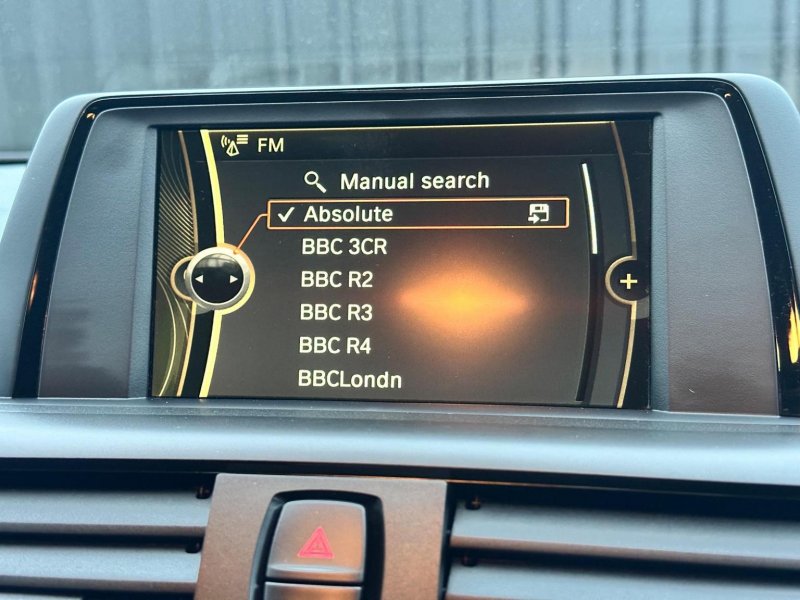 FM
Manual search
Absolute
BBC 3CR
BBC R2
BBC R3
BBC R4
BBCLondn